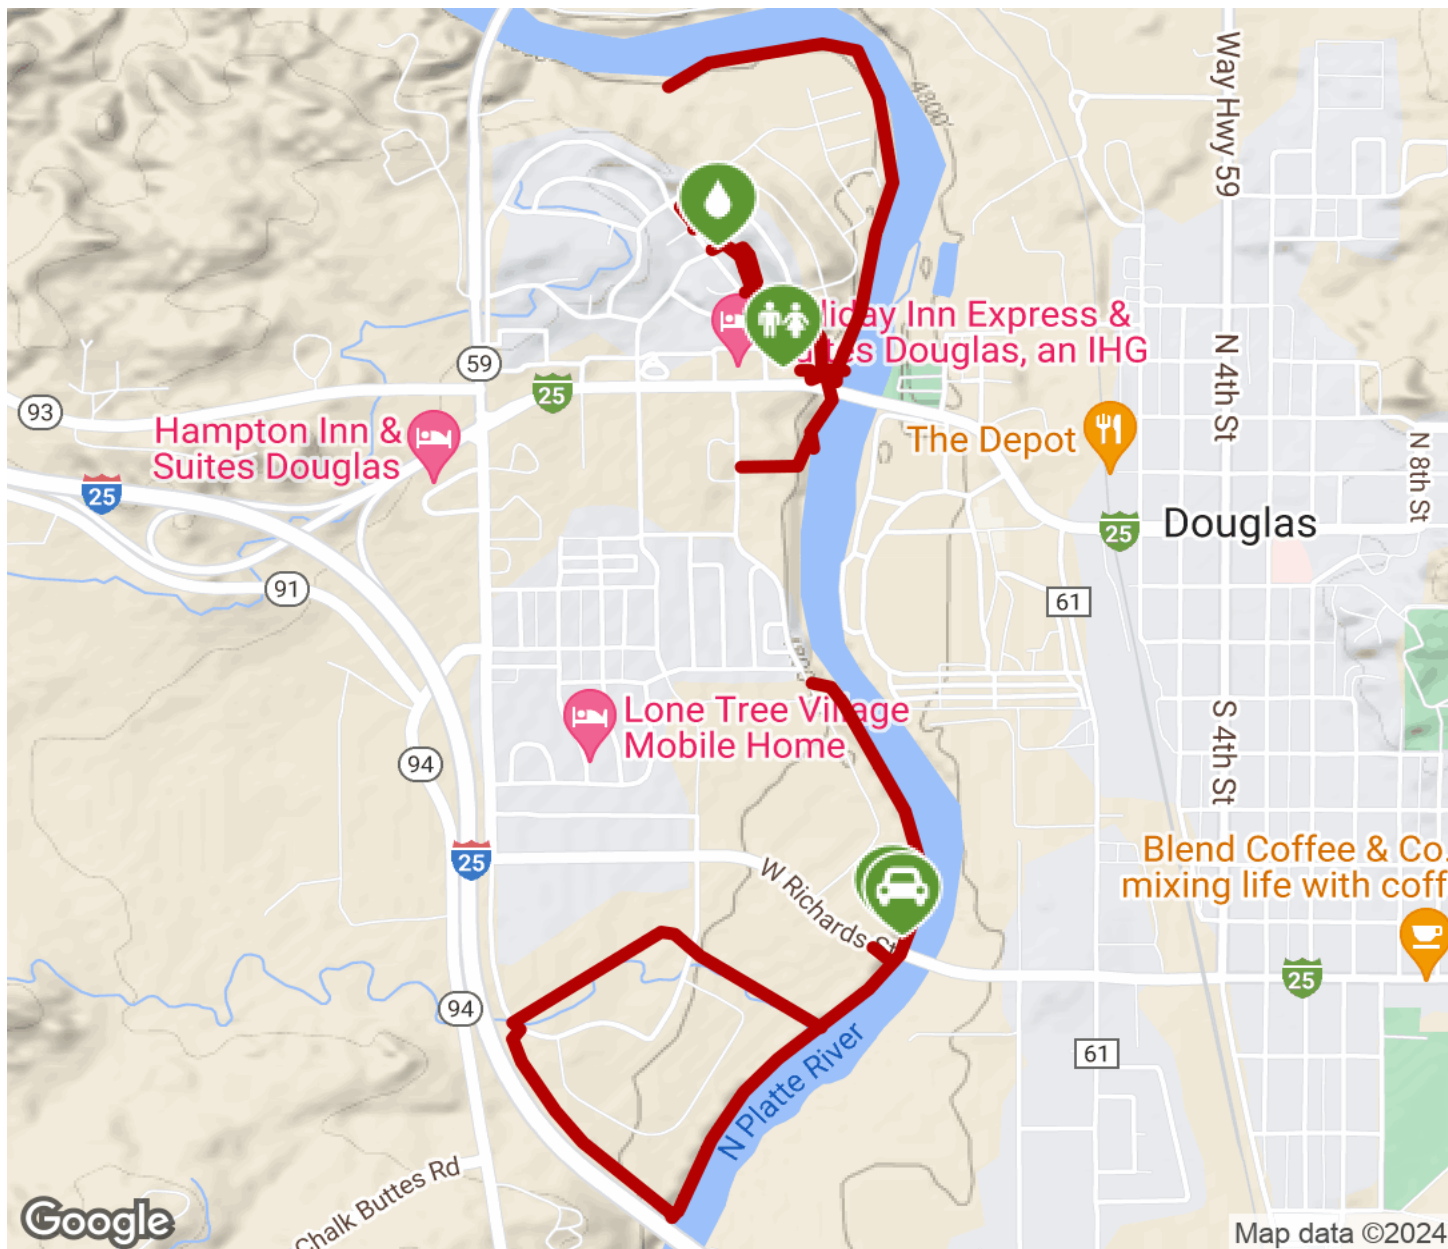 4800'
Way Hwy 59
liday Inn Express &
tes Douglas, an IHG
59
25
93
Hampton Inn &
Suites Douglas
25
The Depot
N 4th St
N 8th St
25
Douglas
91
61
Lone Tree Village
Mobile Home
94
S 4th St
25
Blend Coffee & Co.
mixing life with coff
W Richards St
25
94
61
N Platte River
Chalk Buttes Rd
Google
Map data ©2024